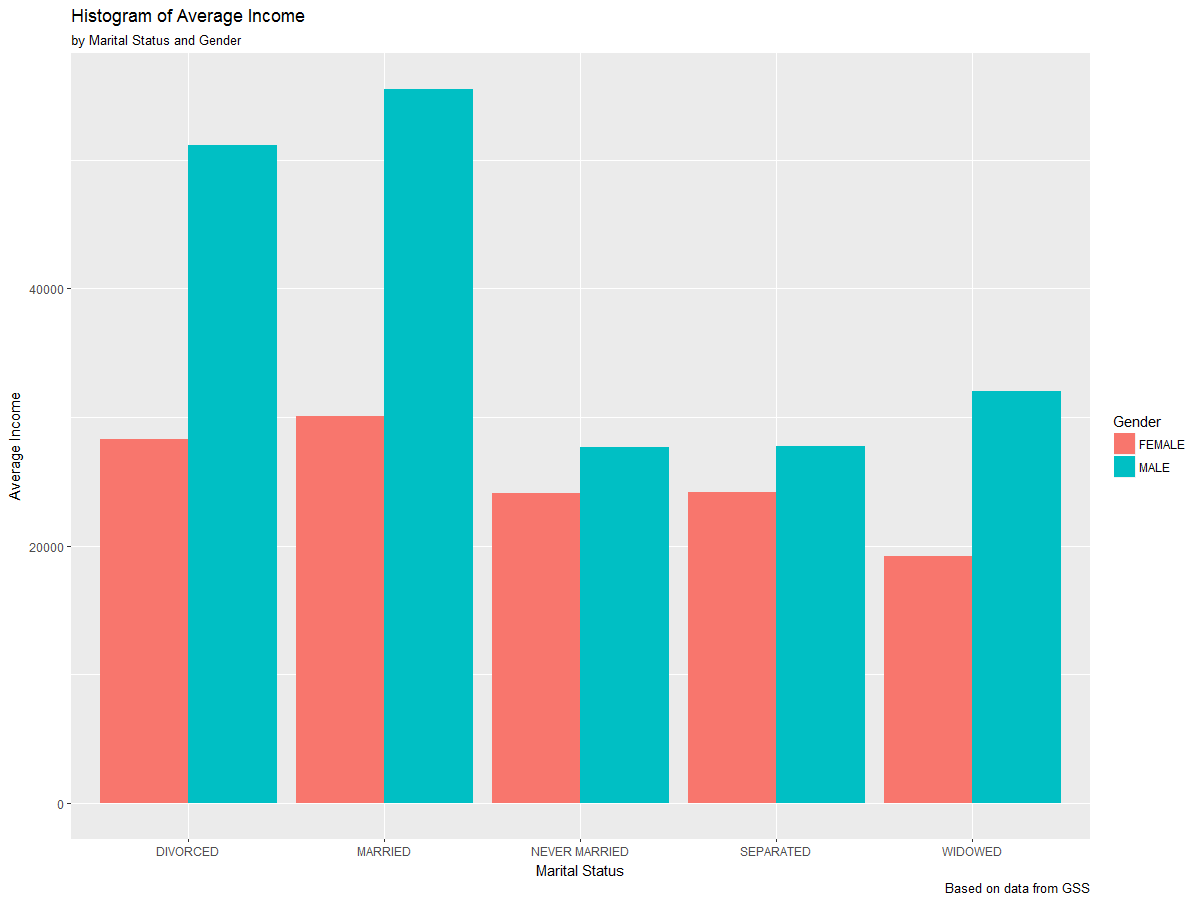 Histogram of Average Income
by Marital Status and Gender
Average Income
40000
20000
0
DIVORCED
MARRIED
NEVER MARRIED
SEPARATED
WIDOWED
Marital Status
Gender
FEMALE
MALE
Based on data from GSS